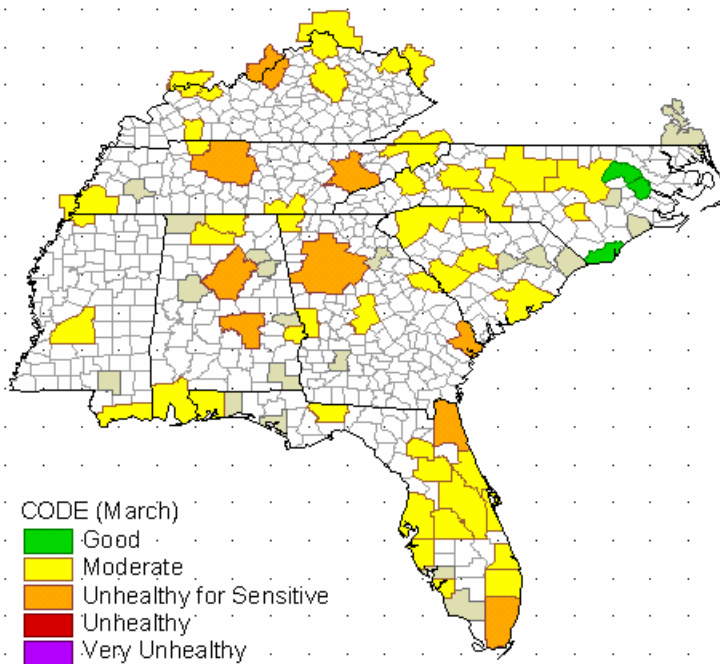 CODE (March)
Good
Moderate
Unhealthy for Sensitive
Unhealthy
Very Unhealthy